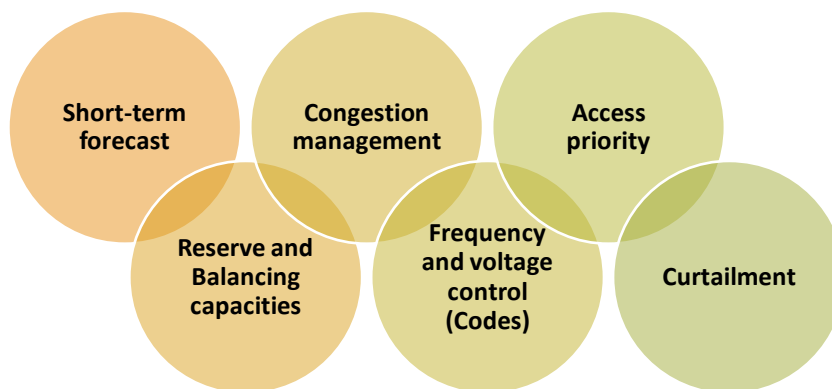 Short-term
forecast
Congestion
management
Access
priority
Reserve and
Balancing
capacities
Frequency
and voltage
control
(Codes)
Curtailment